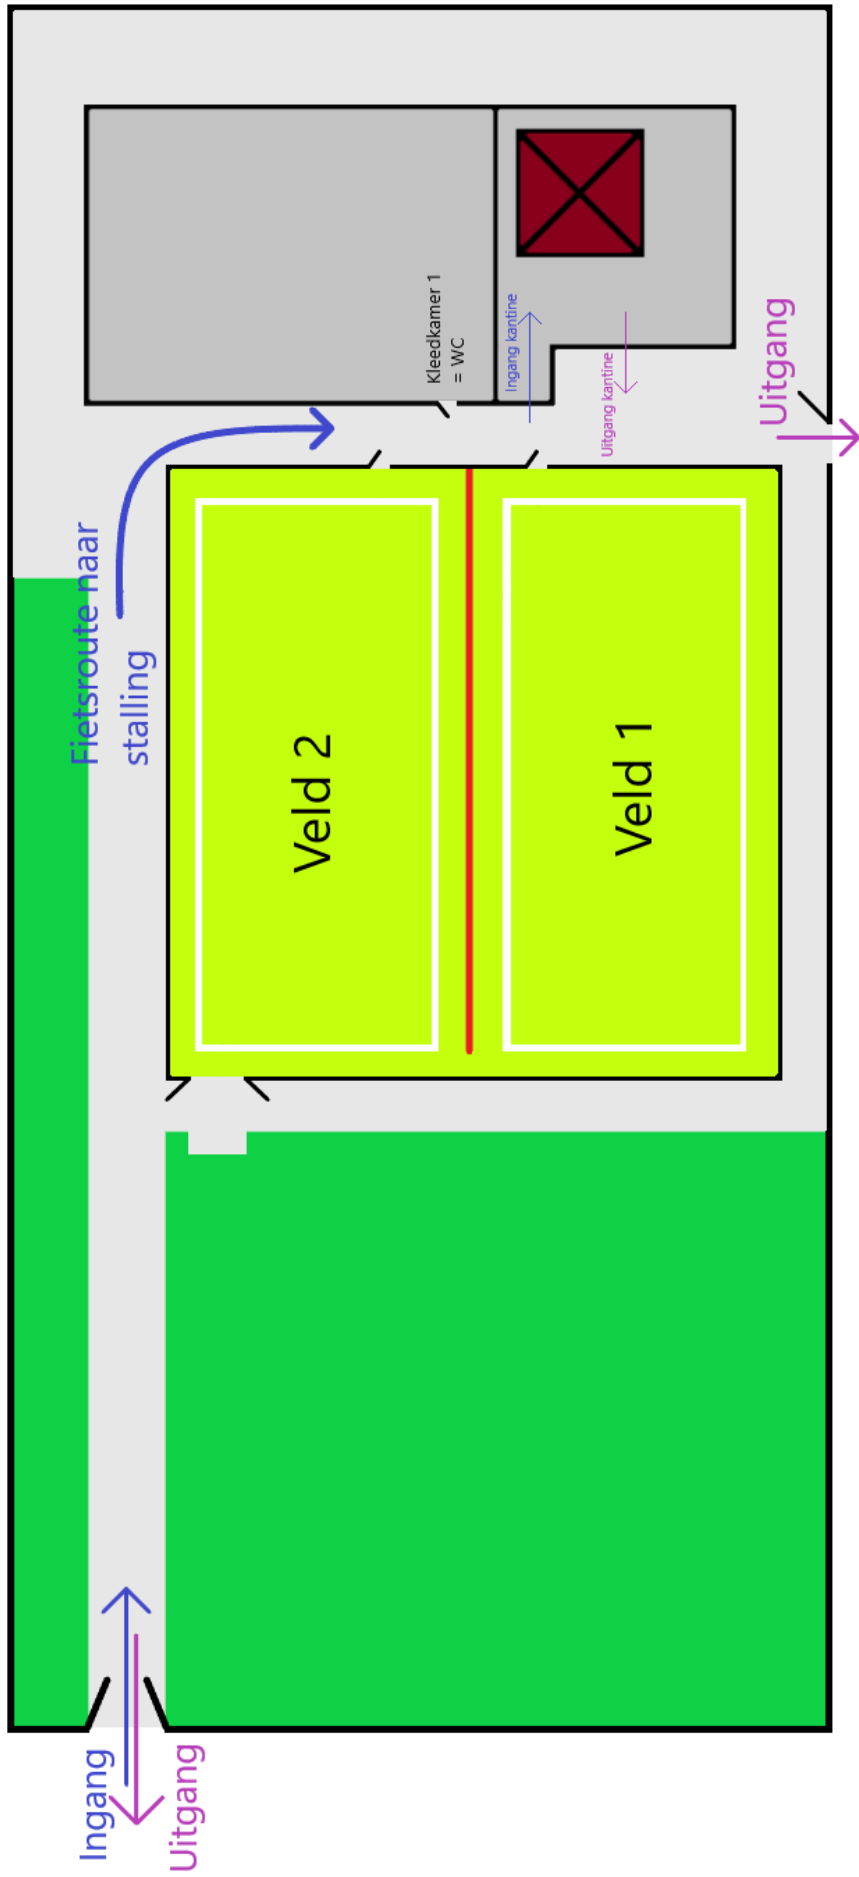 Kleedkamer 1
= WC
Ingang kantine
Uitgang kantine
Uitgang
Fietsroute naar
stalling
Veld 2
Veld 1
Ingang
Uitgang